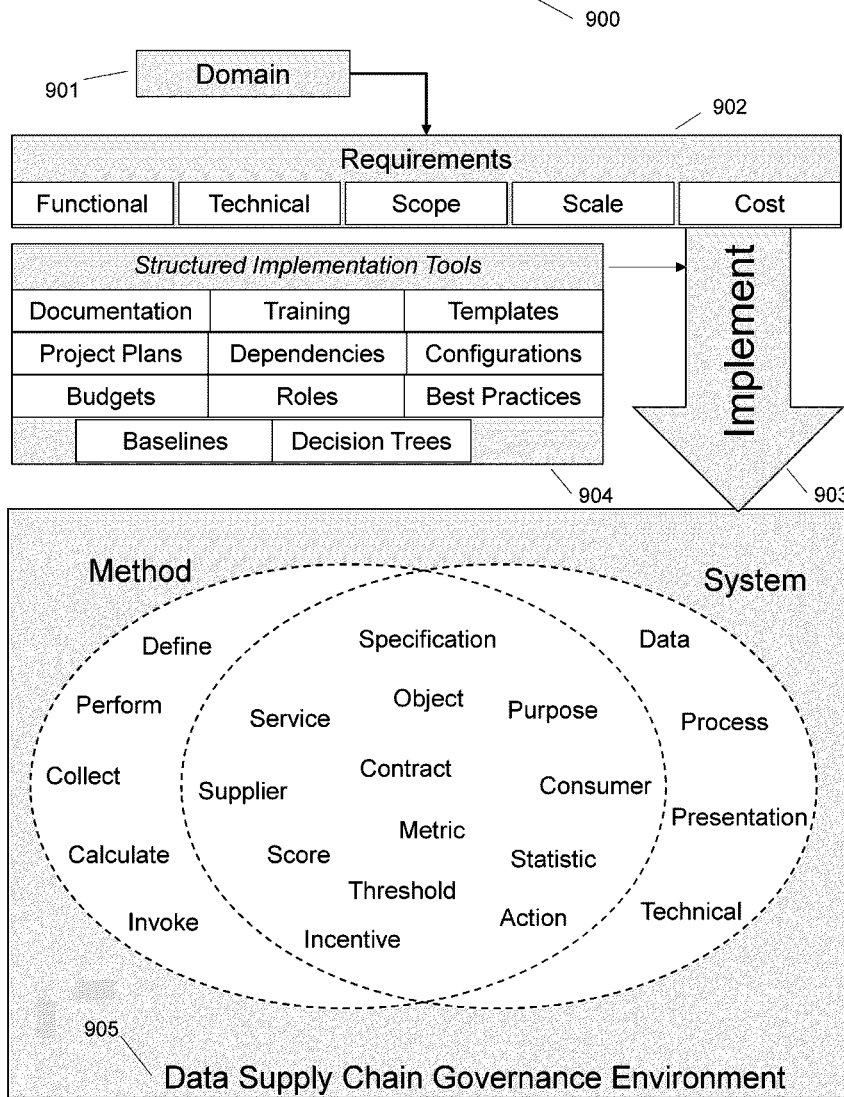 900
901
Domain
902
Requirements
Functional Technical Scope Scale Cost
Structured Implementation Tools
Documentation Training Templates
Project Plans Dependencies Configurations
Budgets Roles Best Practices
Baselines Decision Trees
Implement
904
903
Method
System
Define
Specification
Data
Perform
Service
Object
Purpose
Process
Collect
Supplier
Contract
Consumer
Presentation
Metric
Calculate
Score
Statistic
Threshold
Invoke
Incentive
Action
Technical
905
Data Supply Chain Governance Environment